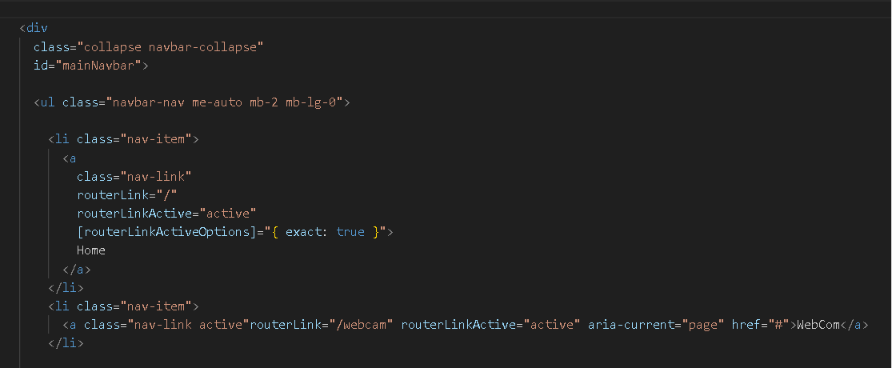 <div
class="collapse navbar-collapse"
id="mainNavbar">
<ul class="navbar-nav me-auto mb-2 mb-lg-0">
<li class="nav-item">
<a
class="nav-link"
routerLink="/"
routerLinkActive="active"
[routerLinkActiveOptions]="{ exact: true }">
Home
</a>
</li>
<li class="nav-item">
<a class="nav-link active"routerLink="/webcam" routerLinkActive="active" aria-current="page" href="#">WebCom</a>
</li>